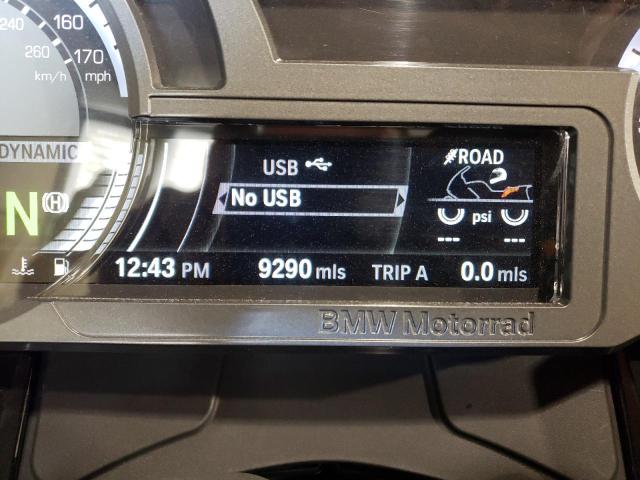 240 160
260 170
km/h mph
DYNAMIC
N (H)
USB
No USB
ROAD
psi
--- ---
12:43 PM 9290 mls TRIP A 0.0 mls
BMW Motorrad